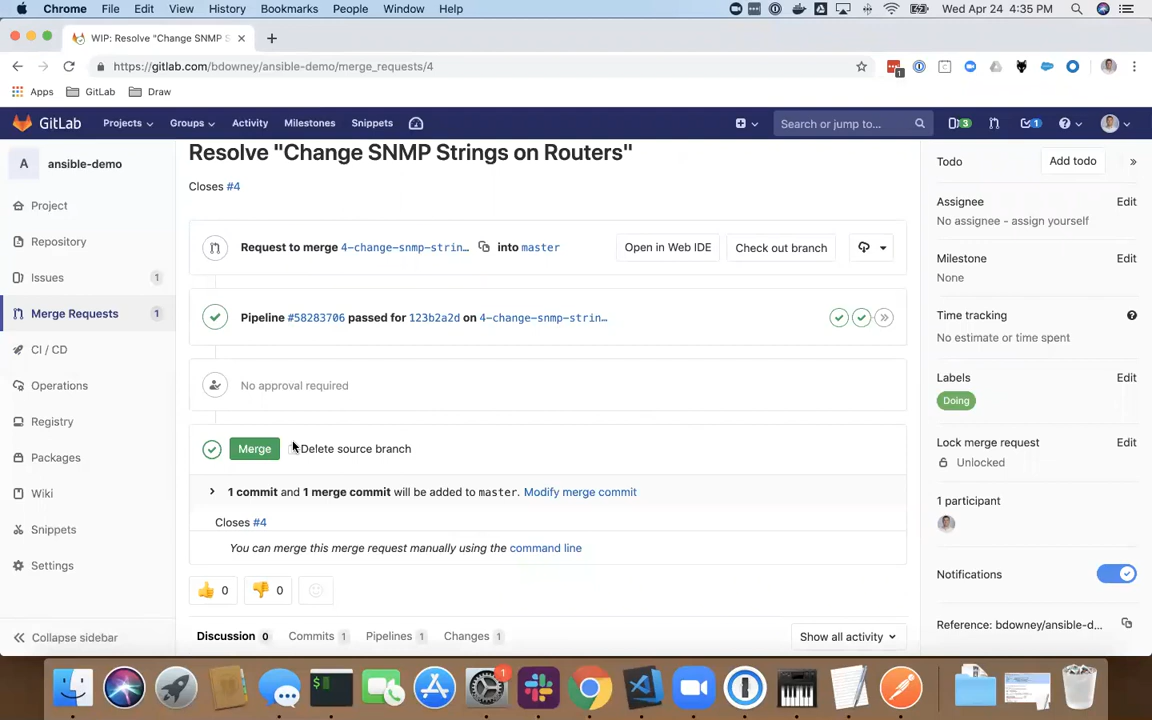 Chrome File Edit View History Bookmarks People Window Help Wed Apr 24 4:35 PM
WIP: Resolve "Change SNMP S
https://gitlab.com/bdowney/ansible-demo/merge_requests/4
1
Apps GitLab Draw
GitLab Projects Groups Activity Milestones Snippets Search or jump to... 3 1
A ansible-demo
Project
Repository
Issues 1
Merge Requests 1
CI / CD
Operations
Registry
Packages
Wiki
Snippets
Settings
Collapse sidebar
Resolve "Change SNMP Strings on Routers"
Closes #4
Request to merge 4-change-snmp-strin… into master Open in Web IDE Check out branch
Pipeline #58283706 passed for 123b2a2d on 4-change-snmp-strin…
No approval required
Merge Delete source branch
1 commit and 1 merge commit will be added to master. Modify merge commit
Closes #4
You can merge this merge request manually using the command line
0 0
Discussion 0 Commits 1 Pipelines 1 Changes 1 Show all activity
Todo Add todo
Assignee Edit
No assignee - assign yourself
Milestone Edit
None
Time tracking
No estimate or time spent
Labels Edit
Doing
Lock merge request Edit
Unlocked
1 participant
Notifications
Reference: bdowney/ansible-d...
1